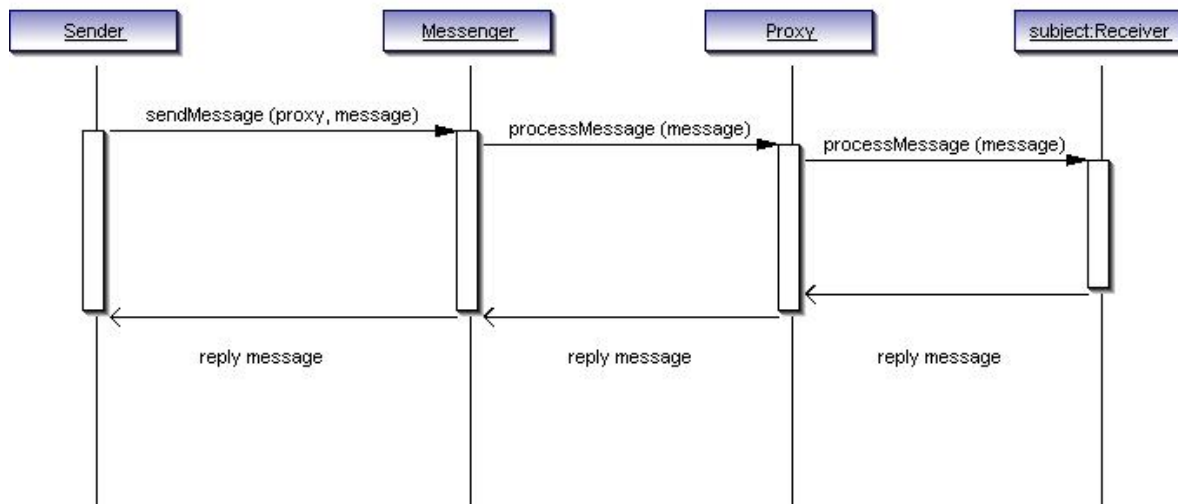 Sender
Messenger
Proxy
subject:Receiver
sendMessage (proxy, message)
processMessage (message)
processMessage (message)
reply message
reply message
reply message